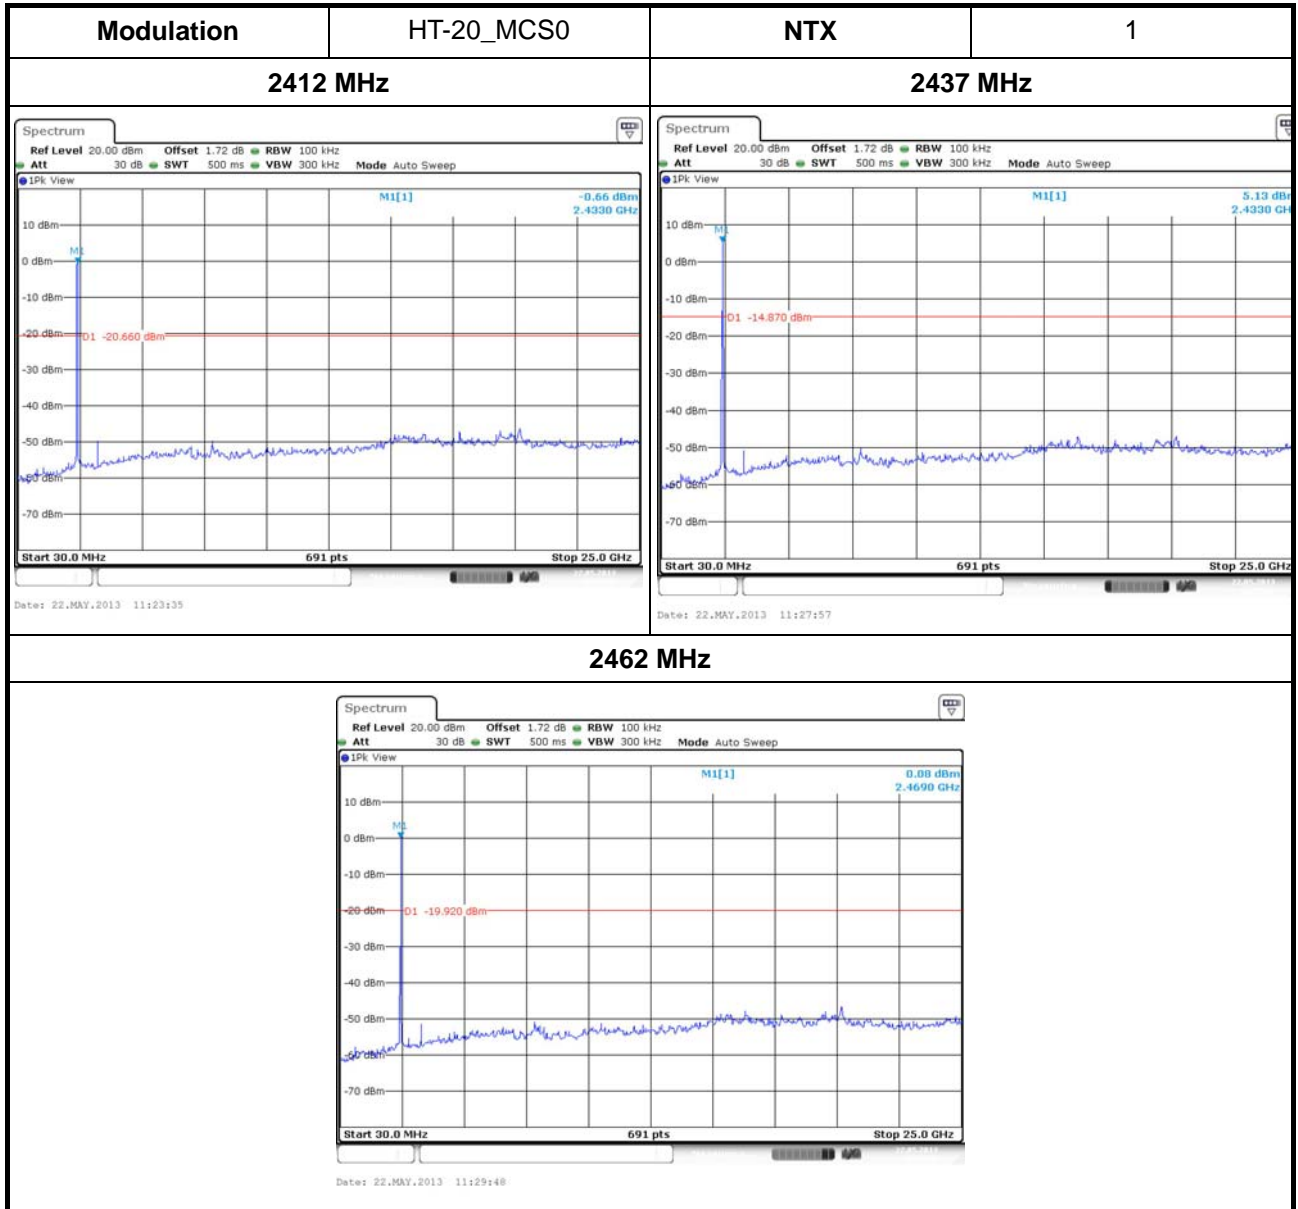 Modulation HT-20_MCS0 NTX 1
2412 MHz 2437 MHz
Spectrum
Ref Level 20.00 dBm Offset 1.72 dB RBW 100 kHz
Att 30 dB SWT 500 ms VBW 300 kHz Mode Auto Sweep
1Pk View
M1[1] -0.66 dBm
2.4330 GHz
10 dBm
M1
0 dBm
-10 dBm
-20 dBm
D1 -20.660 dBm
-30 dBm
-40 dBm
-50 dBm
-60 dBm
-70 dBm
Start 30.0 MHz 691 pts Stop 25.0 GHz
Date: 22.MAY.2013 11:23:35
Spectrum
Ref Level 20.00 dBm Offset 1.72 dB RBW 100 kHz
Att 30 dB SWT 500 ms VBW 300 kHz Mode Auto Sweep
1Pk View
M1[1] 5.13 dB
2.4330 GH
10 dBm
M1
0 dBm
-10 dBm
D1 -14.870 dBm
-20 dBm
-30 dBm
-40 dBm
-50 dBm
-60 dBm
-70 dBm
Start 30.0 MHz 691 pts Stop 25.0 GHz
Date: 22.MAY.2013 11:27:57
2462 MHz
Spectrum
Ref Level 20.00 dBm Offset 1.72 dB RBW 100 kHz
Att 30 dB SWT 500 ms VBW 300 kHz Mode Auto Sweep
1Pk View
M1[1] 0.08 dBm
2.4690 GHz
10 dBm
M1
0 dBm
-10 dBm
-20 dBm
D1 -19.920 dBm
-30 dBm
-40 dBm
-50 dBm
-60 dBm
-70 dBm
Start 30.0 MHz 691 pts Stop 25.0 GHz
Date: 22.MAY.2013 11:29:48